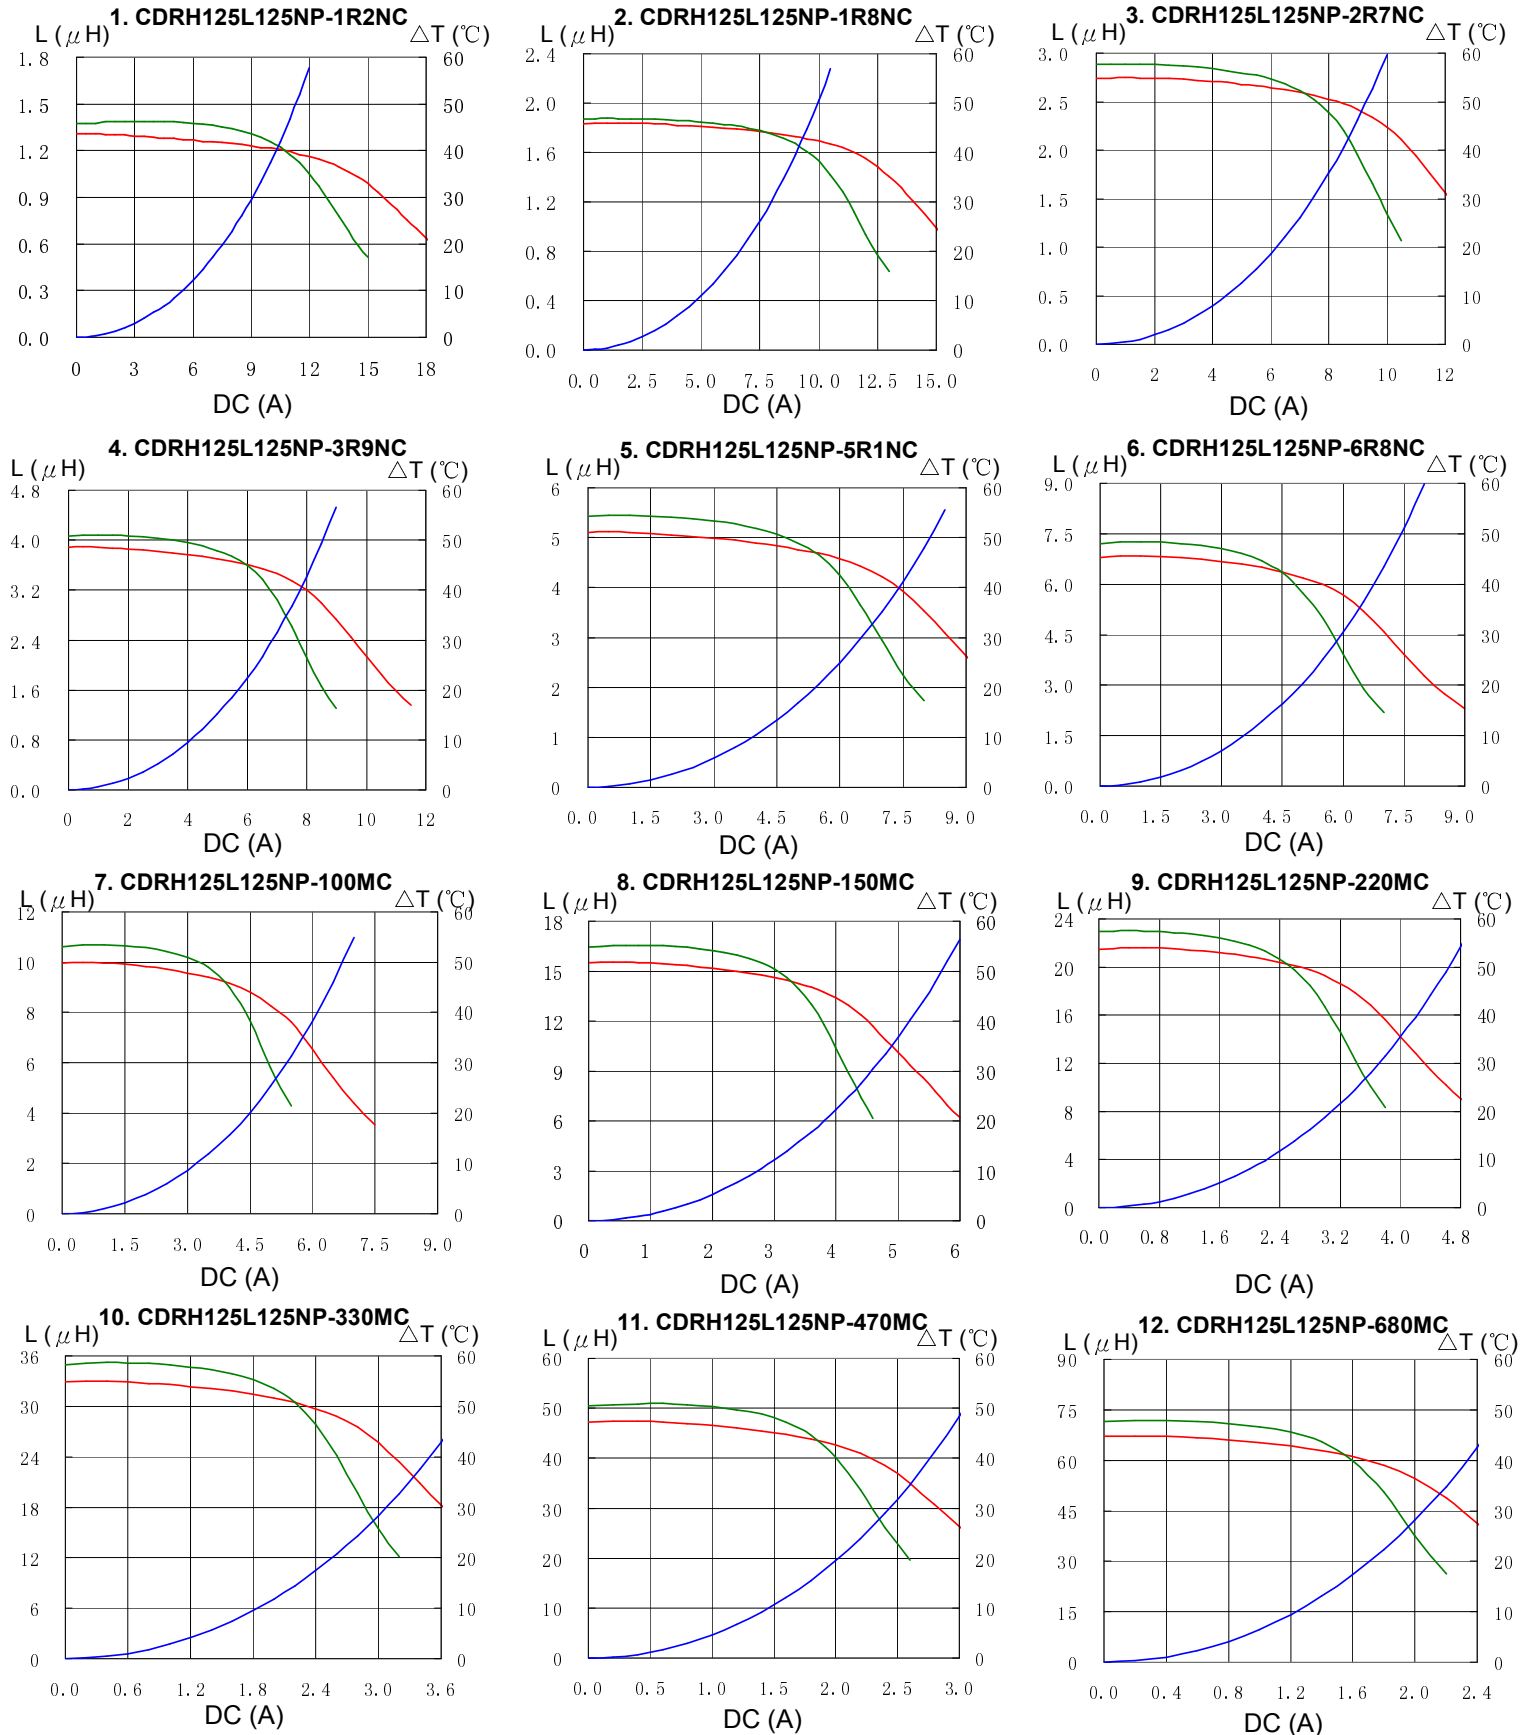 1. CDRH125L125NP-1R2NC
L (μH) △T (℃)
1.8 60
1.5 50
1.2 40
0.9 30
0.6 20
0.3 10
0.0 0
0 3 6 9 12 15 18
DC (A)
2. CDRH125L125NP-1R8NC
L (μH) △T (℃)
2.4 60
2.0 50
1.6 40
1.2 30
0.8 20
0.4 10
0.0 0
0.0 2.5 5.0 7.5 10.0 12.5 15.0
DC (A)
3. CDRH125L125NP-2R7NC
L (μH) △T (℃)
3.0 60
2.5 50
2.0 40
1.5 30
1.0 20
0.5 10
0.0 0
0 2 4 6 8 10 12
DC (A)
4. CDRH125L125NP-3R9NC
L (μH) △T (℃)
4.8 60
4.0 50
3.2 40
2.4 30
1.6 20
0.8 10
0.0 0
0 2 4 6 8 10 12
DC (A)
5. CDRH125L125NP-5R1NC
L (μH) △T (℃)
6 60
5 50
4 40
3 30
2 20
1 10
0 0
0.0 1.5 3.0 4.5 6.0 7.5 9.0
DC (A)
6. CDRH125L125NP-6R8NC
L (μH) △T (℃)
9.0 60
7.5 50
6.0 40
4.5 30
3.0 20
1.5 10
0.0 0
0.0 1.5 3.0 4.5 6.0 7.5 9.0
DC (A)
7. CDRH125L125NP-100MC
L (μH) △T (℃)
12 60
10 50
8 40
6 30
4 20
2 10
0 0
0.0 1.5 3.0 4.5 6.0 7.5 9.0
DC (A)
8. CDRH125L125NP-150MC
L (μH) △T (℃)
18 60
15 50
12 40
9 30
6 20
3 10
0 0
0 1 2 3 4 5 6
DC (A)
9. CDRH125L125NP-220MC
L (μH) △T (℃)
24 60
20 50
16 40
12 30
8 20
4 10
0 0
0.0 0.8 1.6 2.4 3.2 4.0 4.8
DC (A)
10. CDRH125L125NP-330MC
L (μH) △T (℃)
36 60
30 50
24 40
18 30
12 20
6 10
0 0
0.0 0.6 1.2 1.8 2.4 3.0 3.6
DC (A)
11. CDRH125L125NP-470MC
L (μH) △T (℃)
60 60
50 50
40 40
30 30
20 20
10 10
0 0
0.0 0.5 1.0 1.5 2.0 2.5 3.0
DC (A)
12. CDRH125L125NP-680MC
L (μH) △T (℃)
90 60
75 50
60 40
45 30
30 20
15 10
0 0
0.0 0.4 0.8 1.2 1.6 2.0 2.4
DC (A)